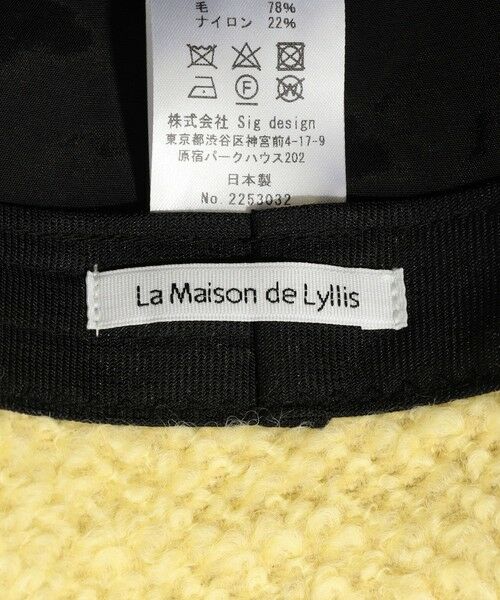 毛 78%
ナイロン 22%
株式会社 Sig design
東京都渋谷区神宮前4-17-9
原宿パークハウス202
日本製
No. 2253032
La Maison de Lyllis